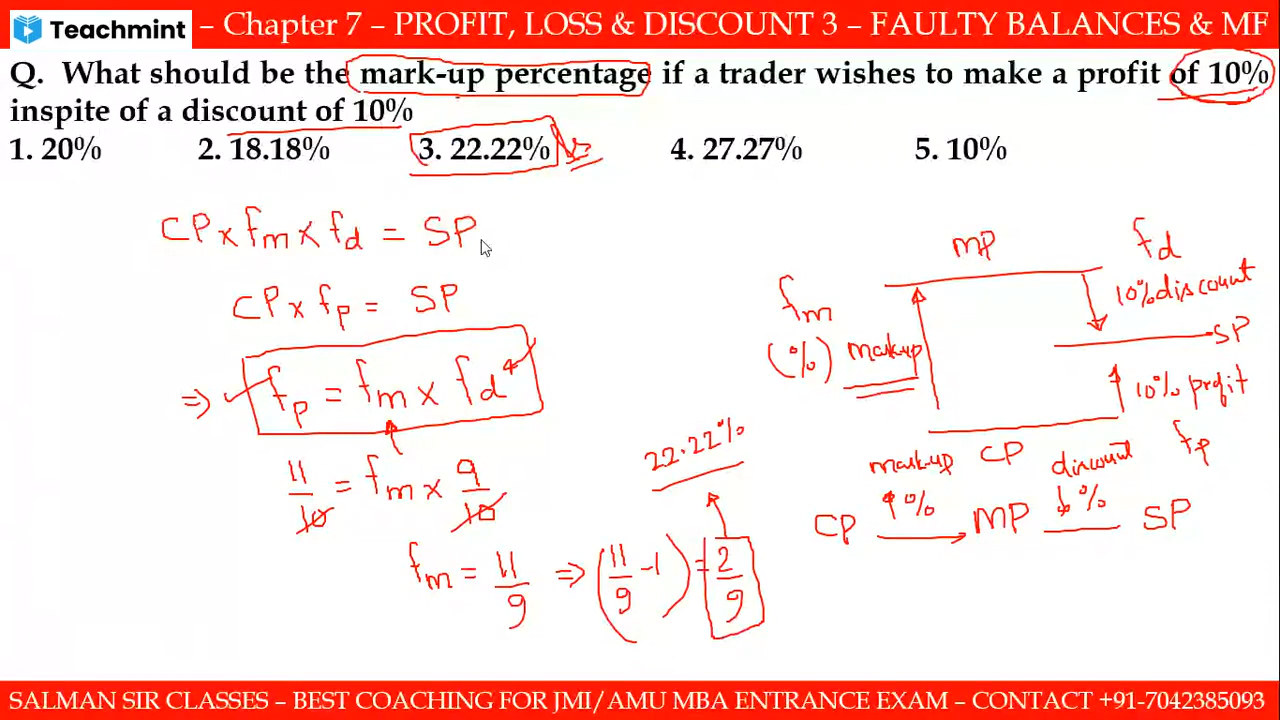 Teachmint – Chapter 7 – PROFIT, LOSS & DISCOUNT 3 – FAULTY BALANCES & MF
Q. What should be the mark-up percentage if a trader wishes to make a profit of 10%
inspite of a discount of 10%
1. 20% 2. 18.18% 3. 22.22% 4. 27.27% 5. 10%
CP x fm x fd = SP
CP x fp = SP
⇒ fp = fm x fd
11/10 = fm x 9/10
fm = 11/9 ⇒ (11/9 - 1) = 2/9
22.22%
MP
fd
fm
10% discount
(%) markup
SP
10% profit
CP
fp
mark-up discount
CP % MP % SP
SALMAN SIR CLASSES – BEST COACHING FOR JMI/AMU MBA ENTRANCE EXAM – CONTACT +91-7042385093